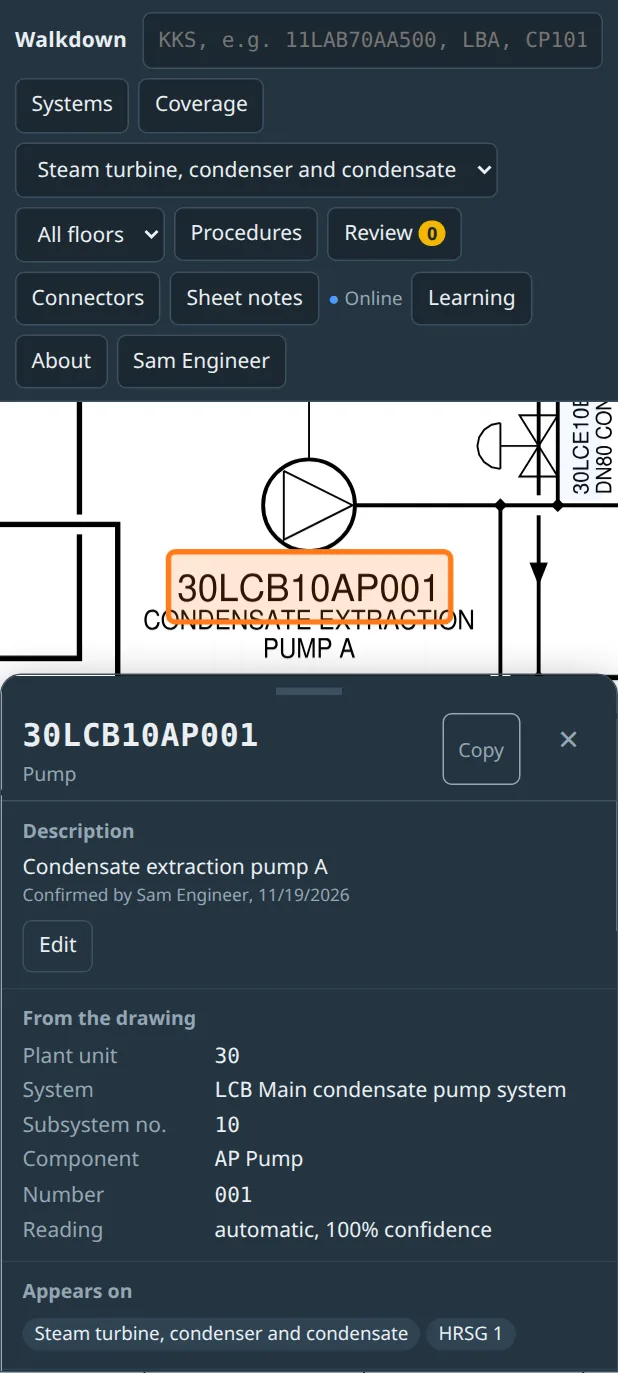 Walkdown KKS, e.g. 11LAB70AA500, LBA, CP101
Systems Coverage
Steam turbine, condenser and condensate
All floors Procedures Review 0
Connectors Sheet notes Online Learning
About Sam Engineer
DN80 CON
30LCB10AP001
CONDENSATE EXTRACTION
PUMP A
30LCB10AP001
Copy ✕
Pump
Description
Condensate extraction pump A
Confirmed by Sam Engineer, 11/19/2026
Edit
From the drawing
Plant unit 30
System LCB Main condensate pump system
Subsystem no. 10
Component AP Pump
Number 001
Reading automatic, 100% confidence
Appears on
Steam turbine, condenser and condensate HRSG 1